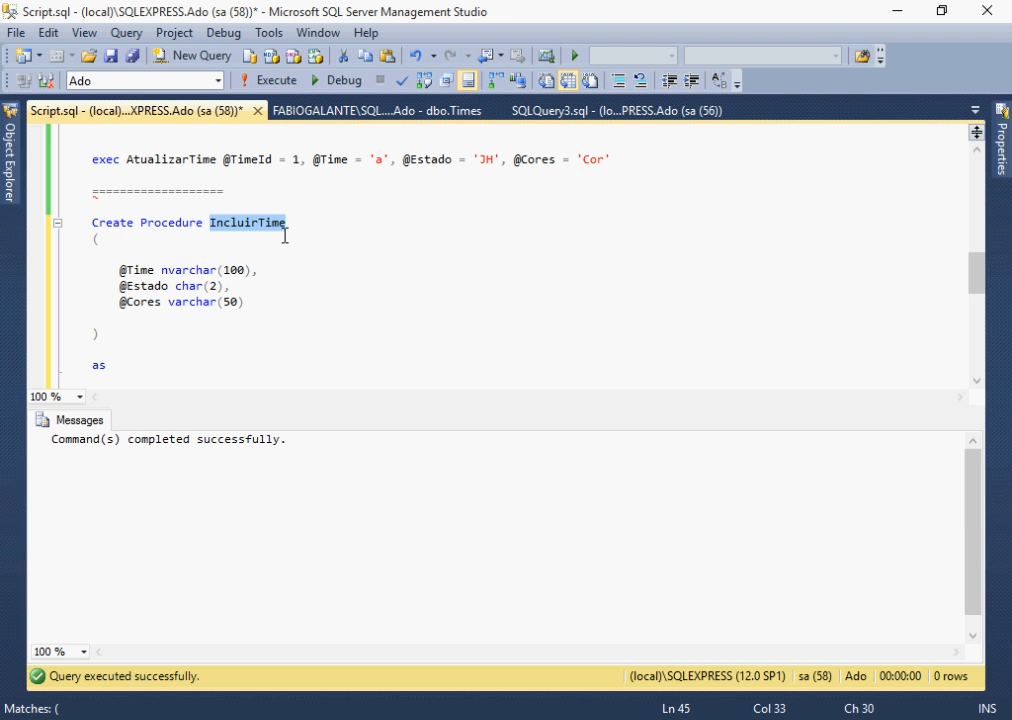 Script.sql - (local)\SQLEXPRESS.Ado (sa (58))* - Microsoft SQL Server Management Studio
File Edit View Query Project Debug Tools Window Help
New Query
Ado Execute Debug
Script.sql - (local)...XPRESS.Ado (sa (58))* FABIOGALANTE\SQL....Ado - dbo.Times SQLQuery3.sql - (lo...PRESS.Ado (sa (56))
Object Explorer
Properties
exec AtualizarTime @TimeId = 1, @Time = 'a', @Estado = 'JH', @Cores = 'Cor'
===================
Create Procedure IncluirTime
(
@Time nvarchar(100),
@Estado char(2),
@Cores varchar(50)
)
as
100 %
Messages
Command(s) completed successfully.
100 %
Query executed successfully. (local)\SQLEXPRESS (12.0 SP1) sa (58) Ado 00:00:00 0 rows
Matches: ( Ln 45 Col 33 Ch 30 INS